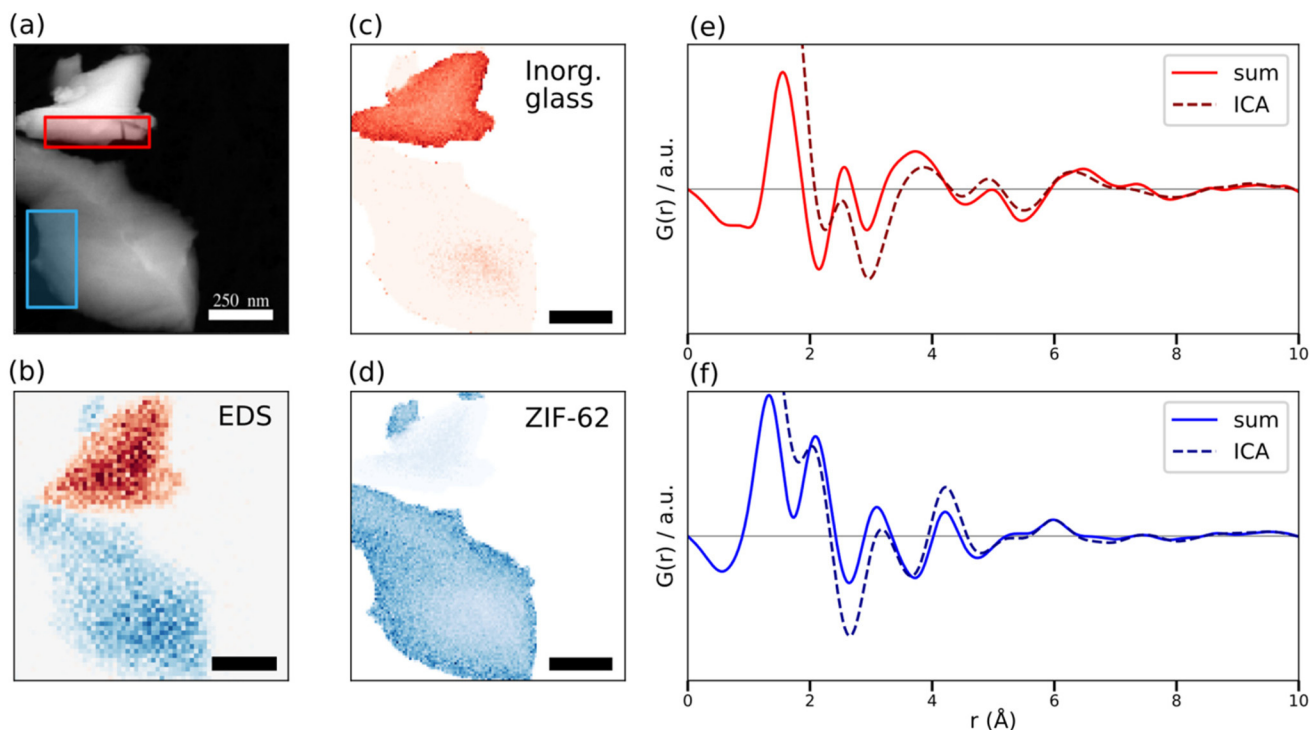 (a)
250 nm
(b)
EDS
(c)
Inorg.
glass
(d)
ZIF-62
(e)
G(r) / a.u.
sum
ICA
0 2 4 6 8 10
(f)
G(r) / a.u.
sum
ICA
0 2 4 6 8 10
r (Å)